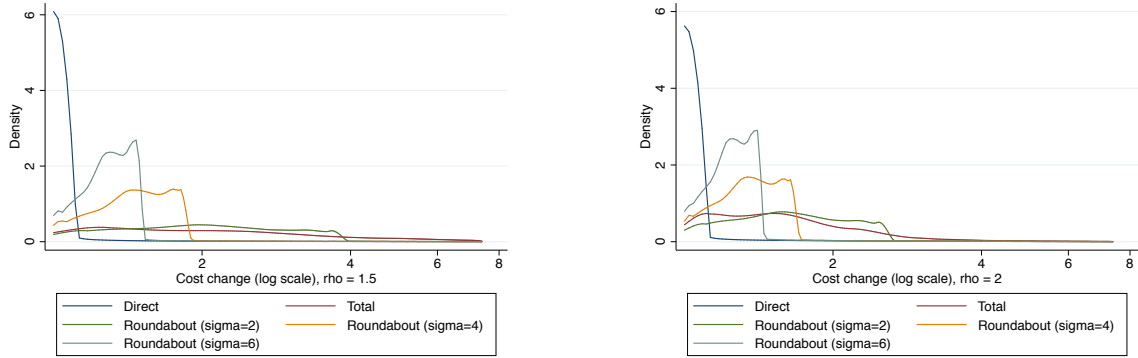 6
4
2
0
Density
2
4
6
8
Cost change (log scale), rho = 1.5
Direct
Total
Roundabout (sigma=2)
Roundabout (sigma=4)
Roundabout (sigma=6)
6
4
2
0
Density
2
4
6
8
Cost change (log scale), rho = 2
Direct
Total
Roundabout (sigma=2)
Roundabout (sigma=4)
Roundabout (sigma=6)